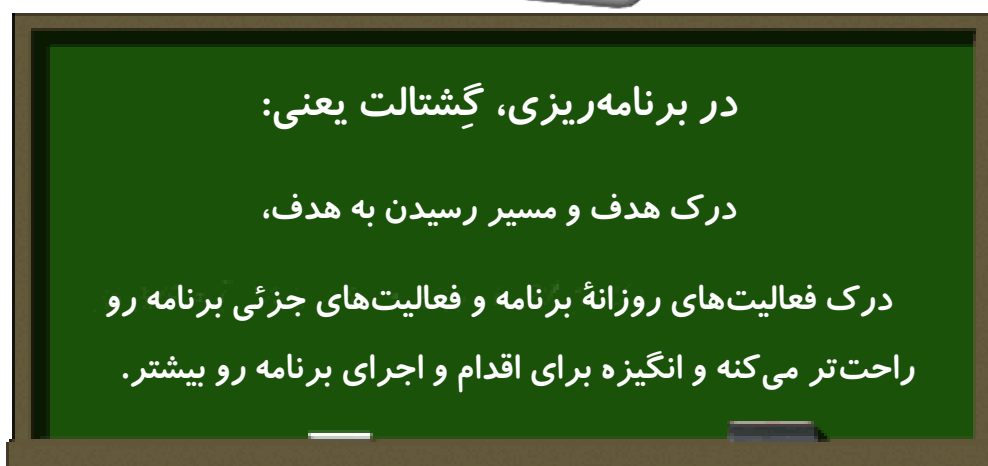 در برنامه‌ریزی، گِشتالت یعنی:
درک هدف و مسیر رسیدن به هدف،
درک فعالیت‌های روزانهٔ برنامه و فعالیت‌های جزئی برنامه رو
راحت‌تر می‌کنه و انگیزه برای اقدام و اجرای برنامه رو بیشتر.